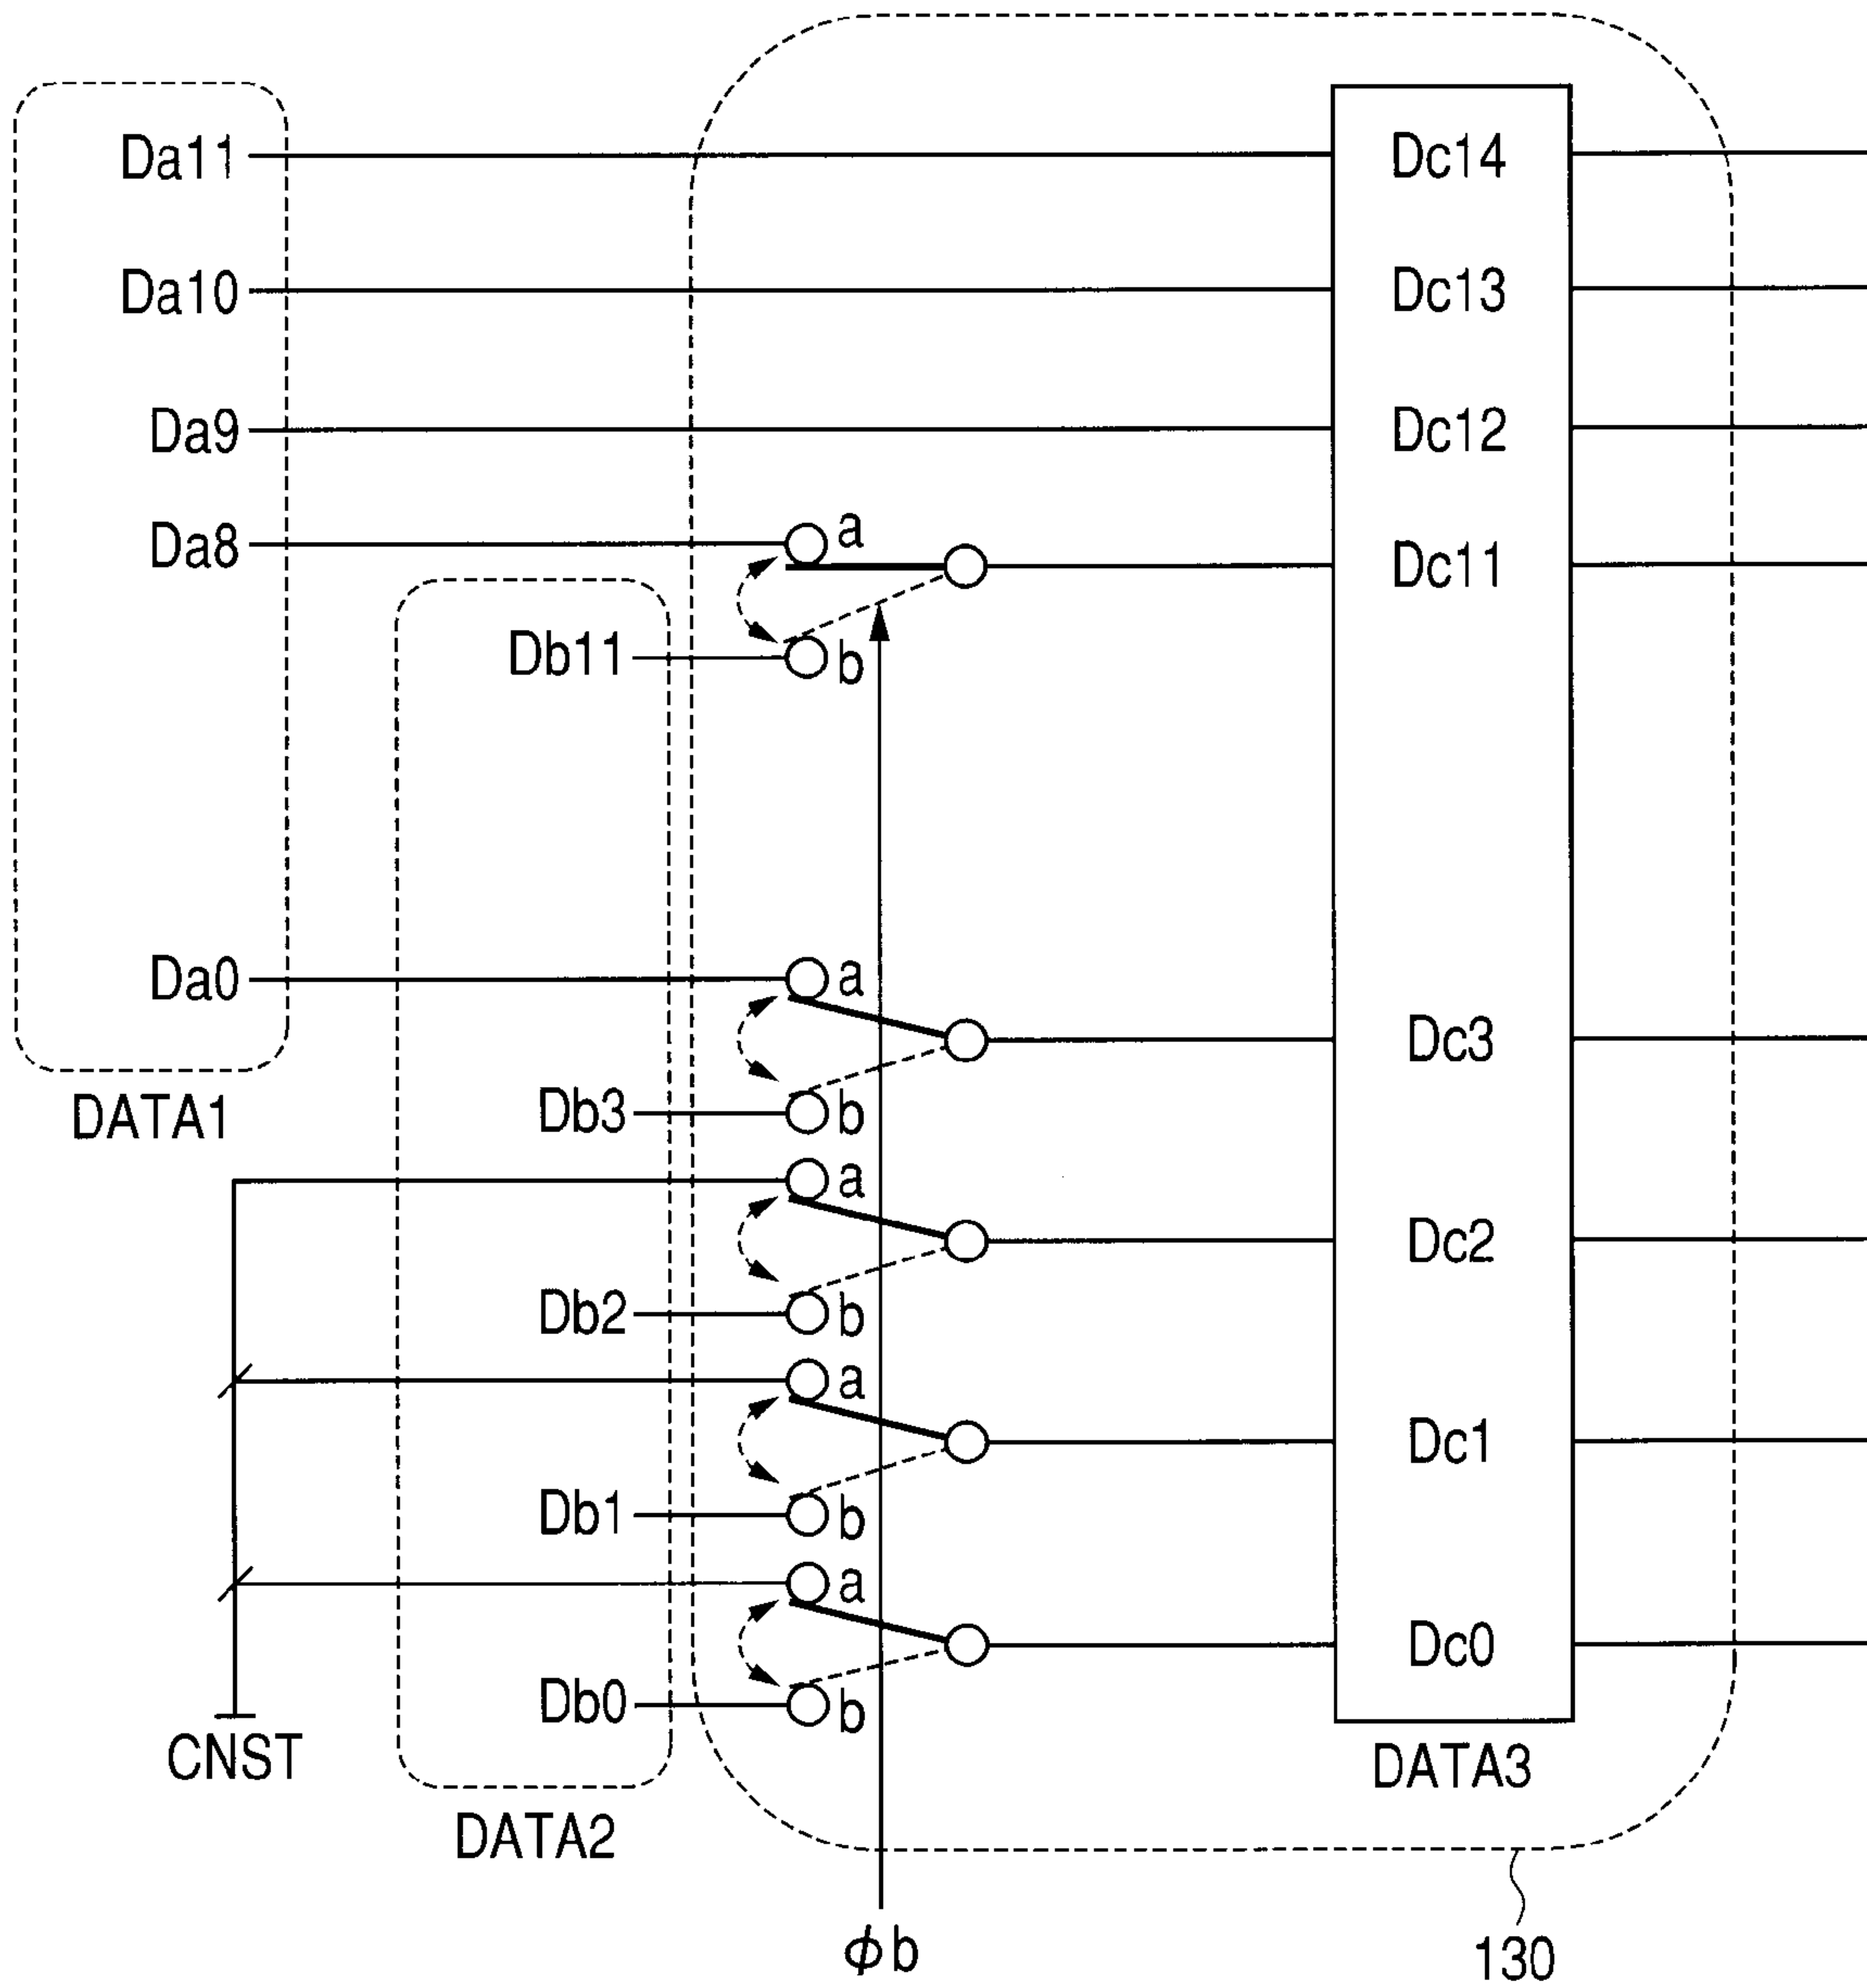 Da11 Dc14
Da10 Dc13
Da9 Dc12
Da8 a Dc11
Db11 b
Da0 a
Dc3
DATA1 Db3 b
a
Dc2
Db2 b
a
Dc1
Db1 b
a
Dc0
Db0 b
CNST DATA3
DATA2
ϕb 130